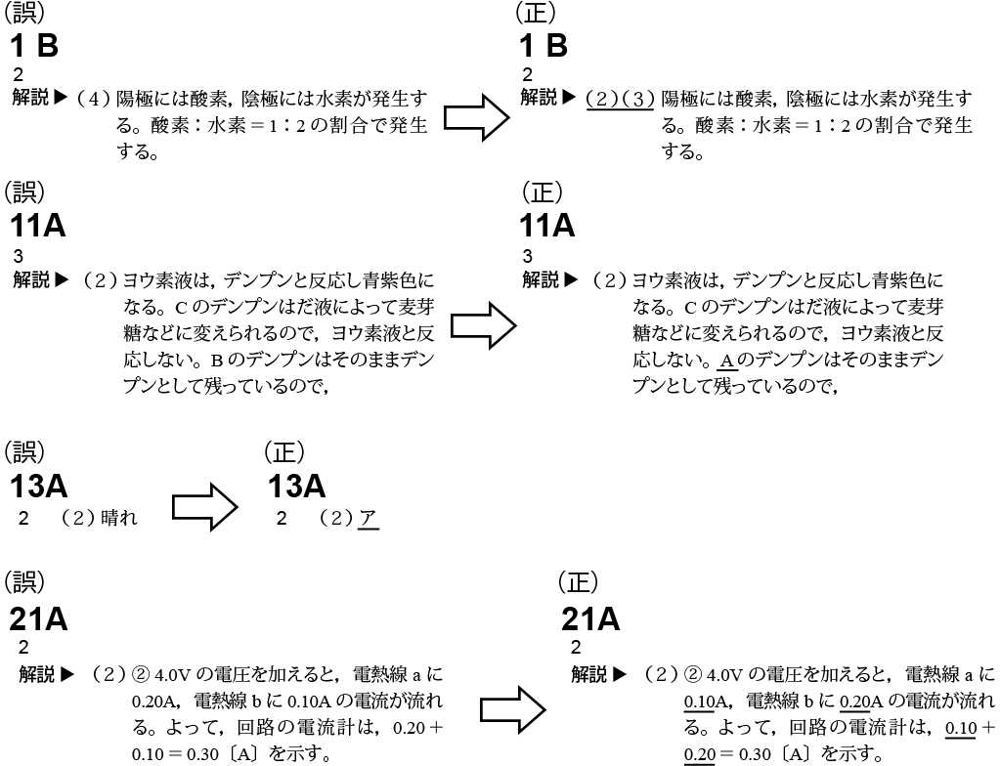 （誤）
1 B
2
解説▶（4）陽極には酸素，陰極には水素が発生す
る。酸素：水素＝1：2の割合で発生
する。
（正）
1 B
2
解説▶（2）（3）陽極には酸素，陰極には水素が発生す
る。酸素：水素＝1：2の割合で発生
する。
（誤）
11A
3
解説▶（2）ヨウ素液は，デンプンと反応し青紫色に
なる。Cのデンプンはだ液によって麦芽
糖などに変えられるので，ヨウ素液と反
応しない。Bのデンプンはそのままデン
プンとして残っているので，
（正）
11A
3
解説▶（2）ヨウ素液は，デンプンと反応し青紫色に
なる。Cのデンプンはだ液によって麦芽
糖などに変えられるので，ヨウ素液と反
応しない。Aのデンプンはそのままデン
プンとして残っているので，
（誤）
13A
2 （2）晴れ
（正）
13A
2 （2）ア
（誤）
21A
2
解説▶（2）② 4.0Vの電圧を加えると，電熱線aに
0.20A，電熱線bに0.10Aの電流が流れ
る。よって，回路の電流計は，0.20＋
0.10＝0.30〔A〕を示す。
（正）
21A
2
解説▶（2）② 4.0Vの電圧を加えると，電熱線aに
0.10A，電熱線bに0.20Aの電流が流れ
る。よって，回路の電流計は，0.10＋
0.20＝0.30〔A〕を示す。